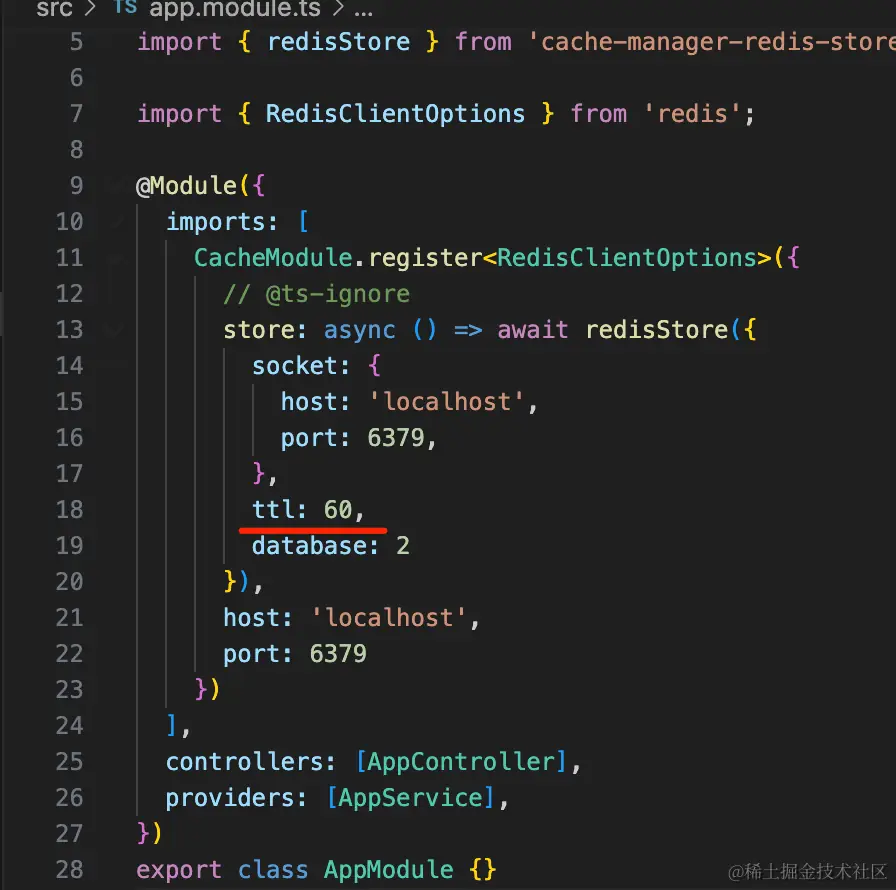 src > TS app.module.ts > ...
5 import { redisStore } from 'cache-manager-redis-store
6
7 import { RedisClientOptions } from 'redis';
8
9 @Module({
10 imports: [
11 CacheModule.register<RedisClientOptions>({
12 // @ts-ignore
13 store: async () => await redisStore({
14 socket: {
15 host: 'localhost',
16 port: 6379,
17 },
18 ttl: 60,
19 database: 2
20 }),
21 host: 'localhost',
22 port: 6379
23 })
24 ],
25 controllers: [AppController],
26 providers: [AppService],
27 })
28 export class AppModule {}
@稀土掘金技术社区